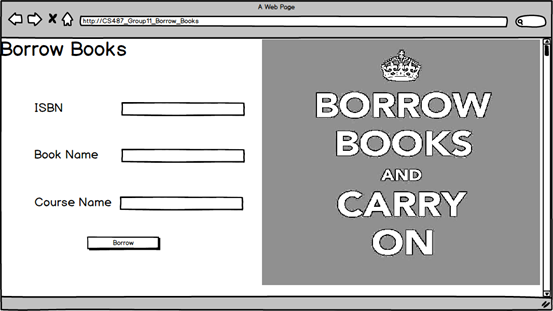 A Web Page
http://CS487_Group11_Borrow_Books
Borrow Books
ISBN
Book Name
Course Name
Borrow
BORROW
BOOKS
AND
CARRY
ON